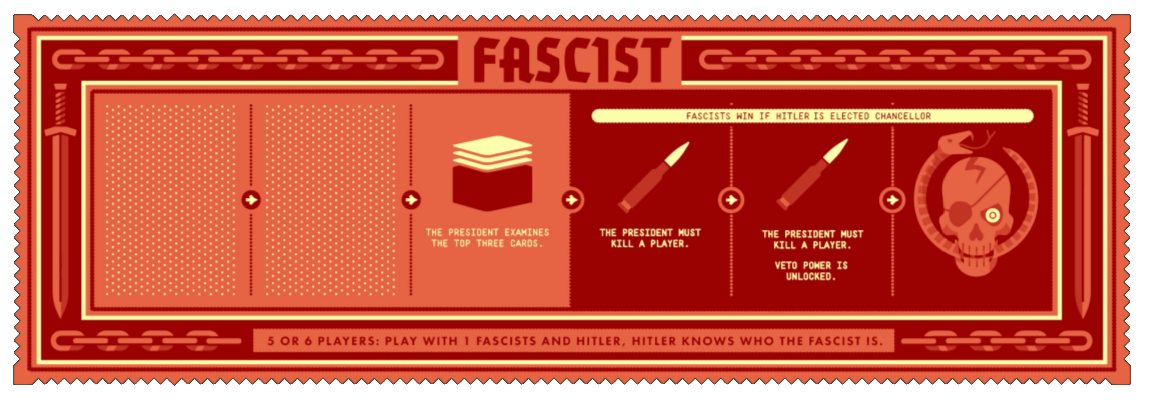 FASCIST
FASCISTS WIN IF HITLER IS ELECTED CHANCELLOR
THE PRESIDENT EXAMINES
THE TOP THREE CARDS.
THE PRESIDENT MUST
KILL A PLAYER.
THE PRESIDENT MUST
KILL A PLAYER.
VETO POWER IS
UNLOCKED.
5 OR 6 PLAYERS: PLAY WITH 1 FASCISTS AND HITLER, HITLER KNOWS WHO THE FASCIST IS.